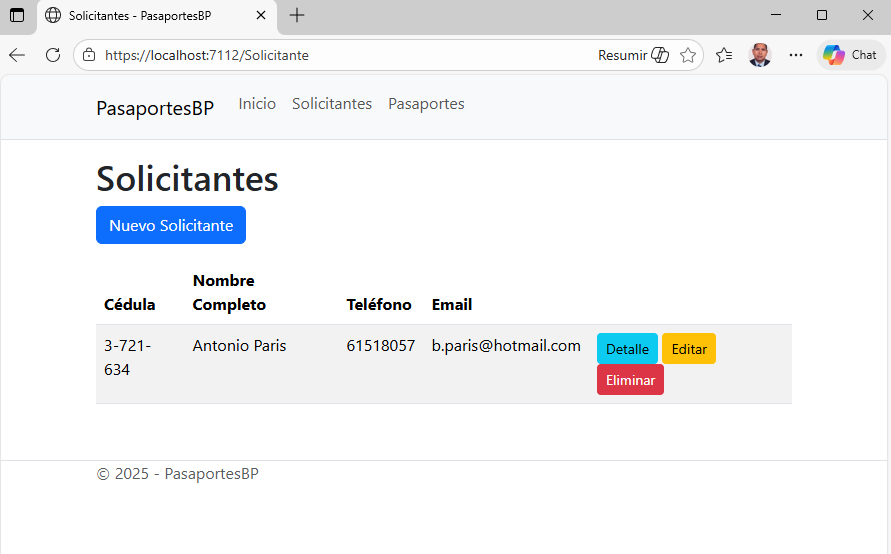 Solicitantes - PasaportesBP
https://localhost:7112/Solicitante
Resumir
Chat
PasaportesBP
Inicio
Solicitantes
Pasaportes
Solicitantes
Nuevo Solicitante
Cédula
Nombre
Completo
Teléfono
Email
3-721-
634
Antonio Paris
61518057
b.paris@hotmail.com
Detalle
Editar
Eliminar
© 2025 - PasaportesBP